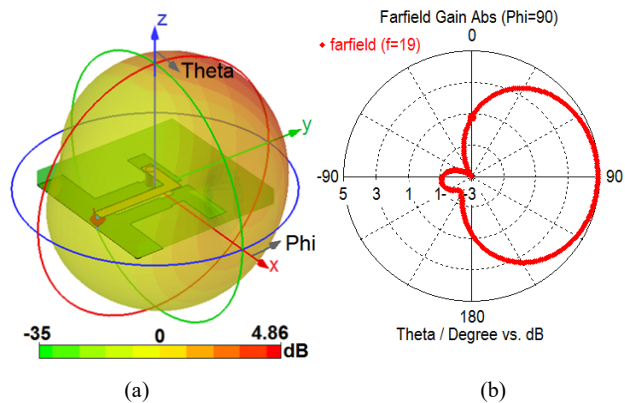 z
Theta
y
Phi
x
-35 0 4.86
dB
(a)
Farfield Gain Abs (Phi=90)
farfield (f=19)
0
-90 90
5 3 1 -1 -3
180
Theta / Degree vs. dB
(b)